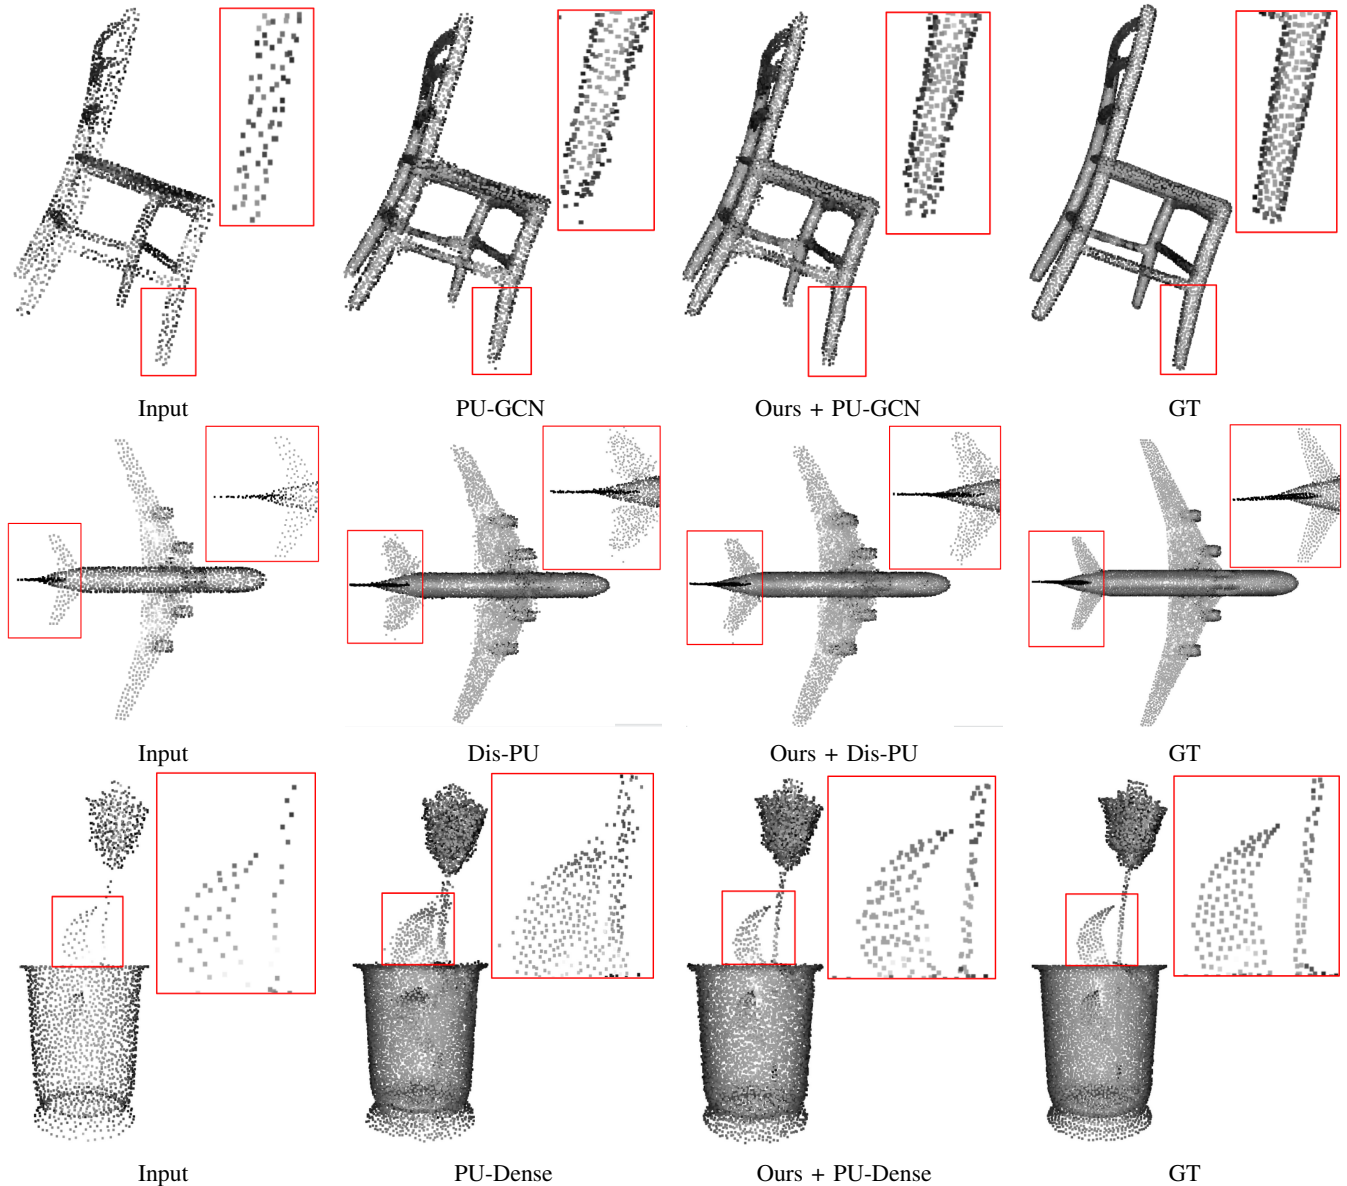 Input PU-GCN Ours + PU-GCN GT
Input Dis-PU Ours + Dis-PU GT
Input PU-Dense Ours + PU-Dense GT